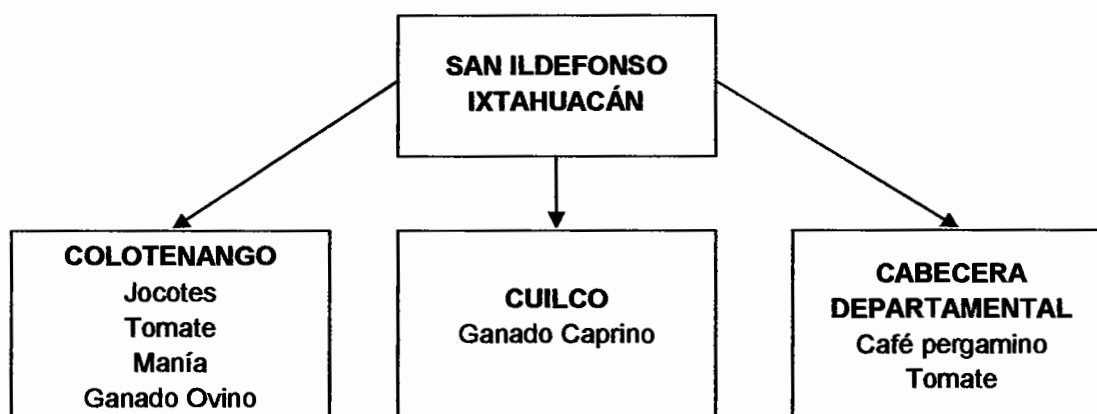 SAN ILDEFONSO
IXTAHUACÁN
COLOTENANGO
Jocotes
Tomate
Manía
Ganado Ovino
CUILCO
Ganado Caprino
CABECERA
DEPARTAMENTAL
Café pergamino
Tomate